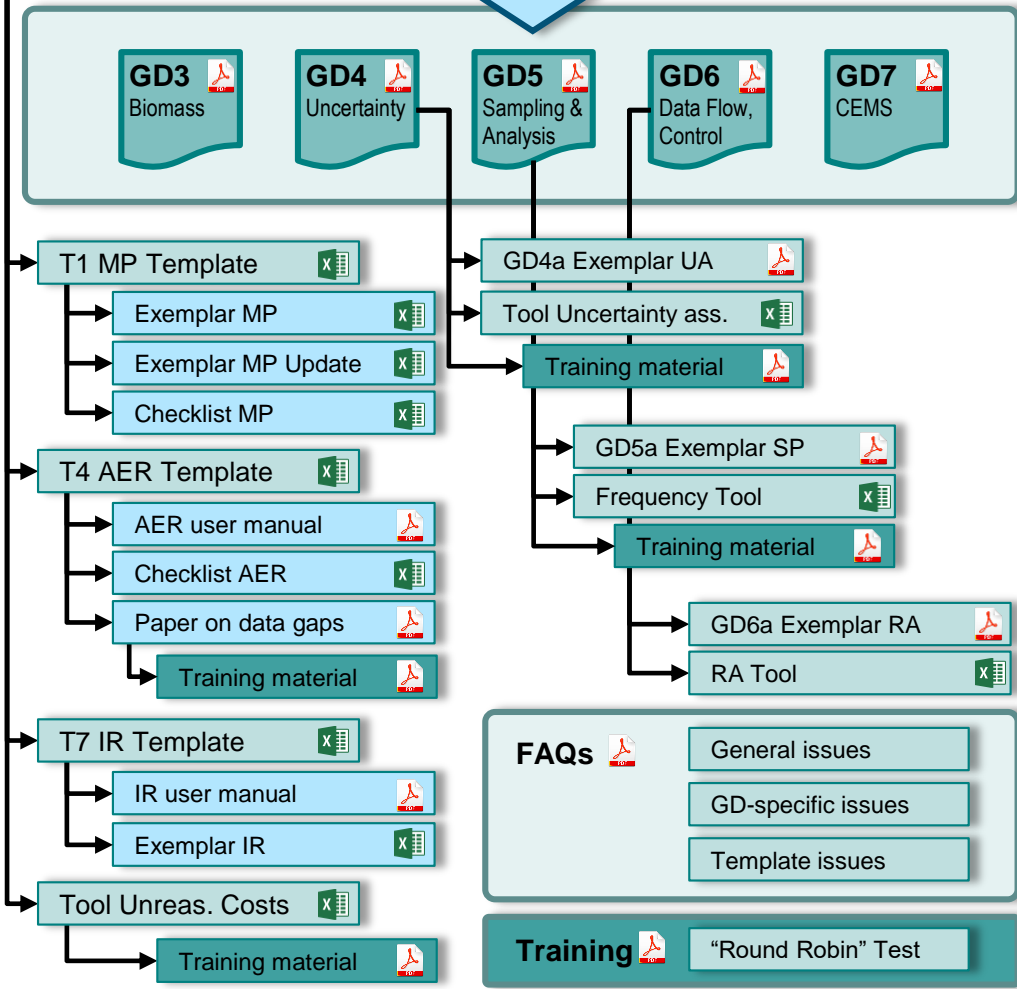 GD3
Biomass
GD4
Uncertainty
GD5
Sampling &
Analysis
GD6
Data Flow,
Control
GD7
CEMS
T1 MP Template
Exemplar MP
Exemplar MP Update
Checklist MP
T4 AER Template
AER user manual
Checklist AER
Paper on data gaps
Training material
T7 IR Template
IR user manual
Exemplar IR
Tool Unreas. Costs
Training material
GD4a Exemplar UA
Tool Uncertainty ass.
Training material
GD5a Exemplar SP
Frequency Tool
Training material
GD6a Exemplar RA
RA Tool
FAQs
General issues
GD-specific issues
Template issues
Training
“Round Robin” Test